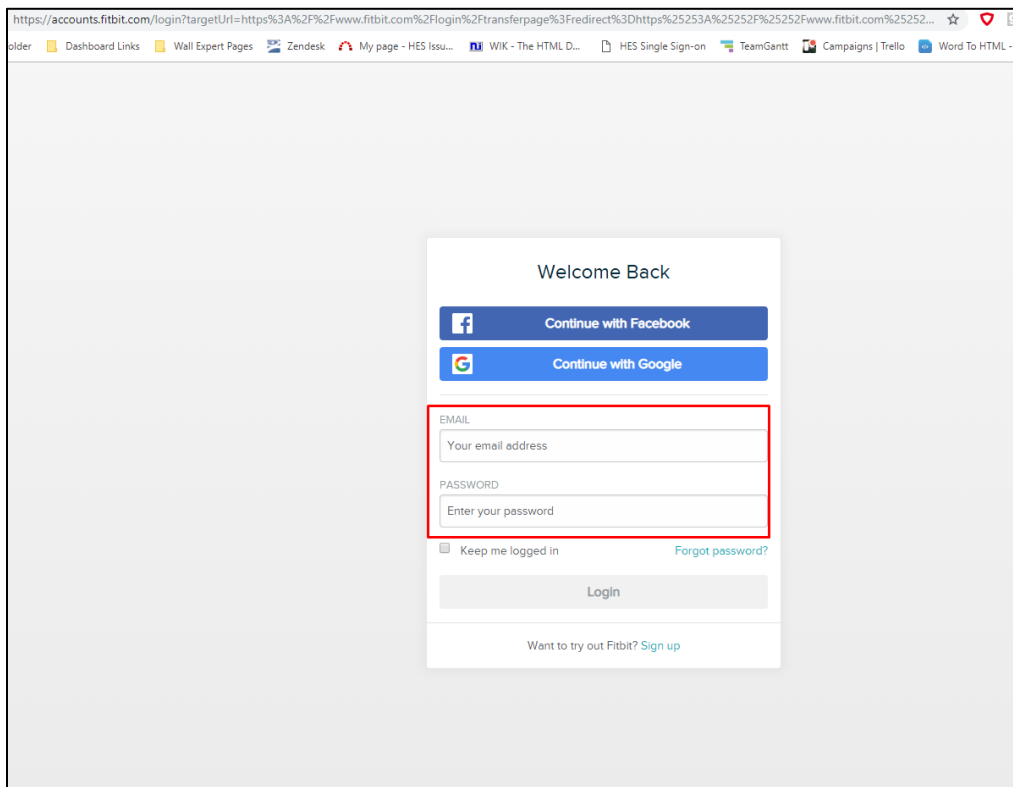 https://accounts.fitbit.com/login?targetUrl=https%3A%2F%2Fwww.fitbit.com%2Flogin%2Ftransferpage%3Fredirect%3Dhttps%25253A%25252F%25252Fwww.fitbit.com%25252...
older Dashboard Links Wall Expert Pages Zendesk My page - HES Issu... WIK - The HTML D... HES Single Sign-on TeamGantt Campaigns | Trello Word To HTML -
Welcome Back
Continue with Facebook
Continue with Google
EMAIL
Your email address
PASSWORD
Enter your password
Keep me logged in Forgot password?
Login
Want to try out Fitbit? Sign up